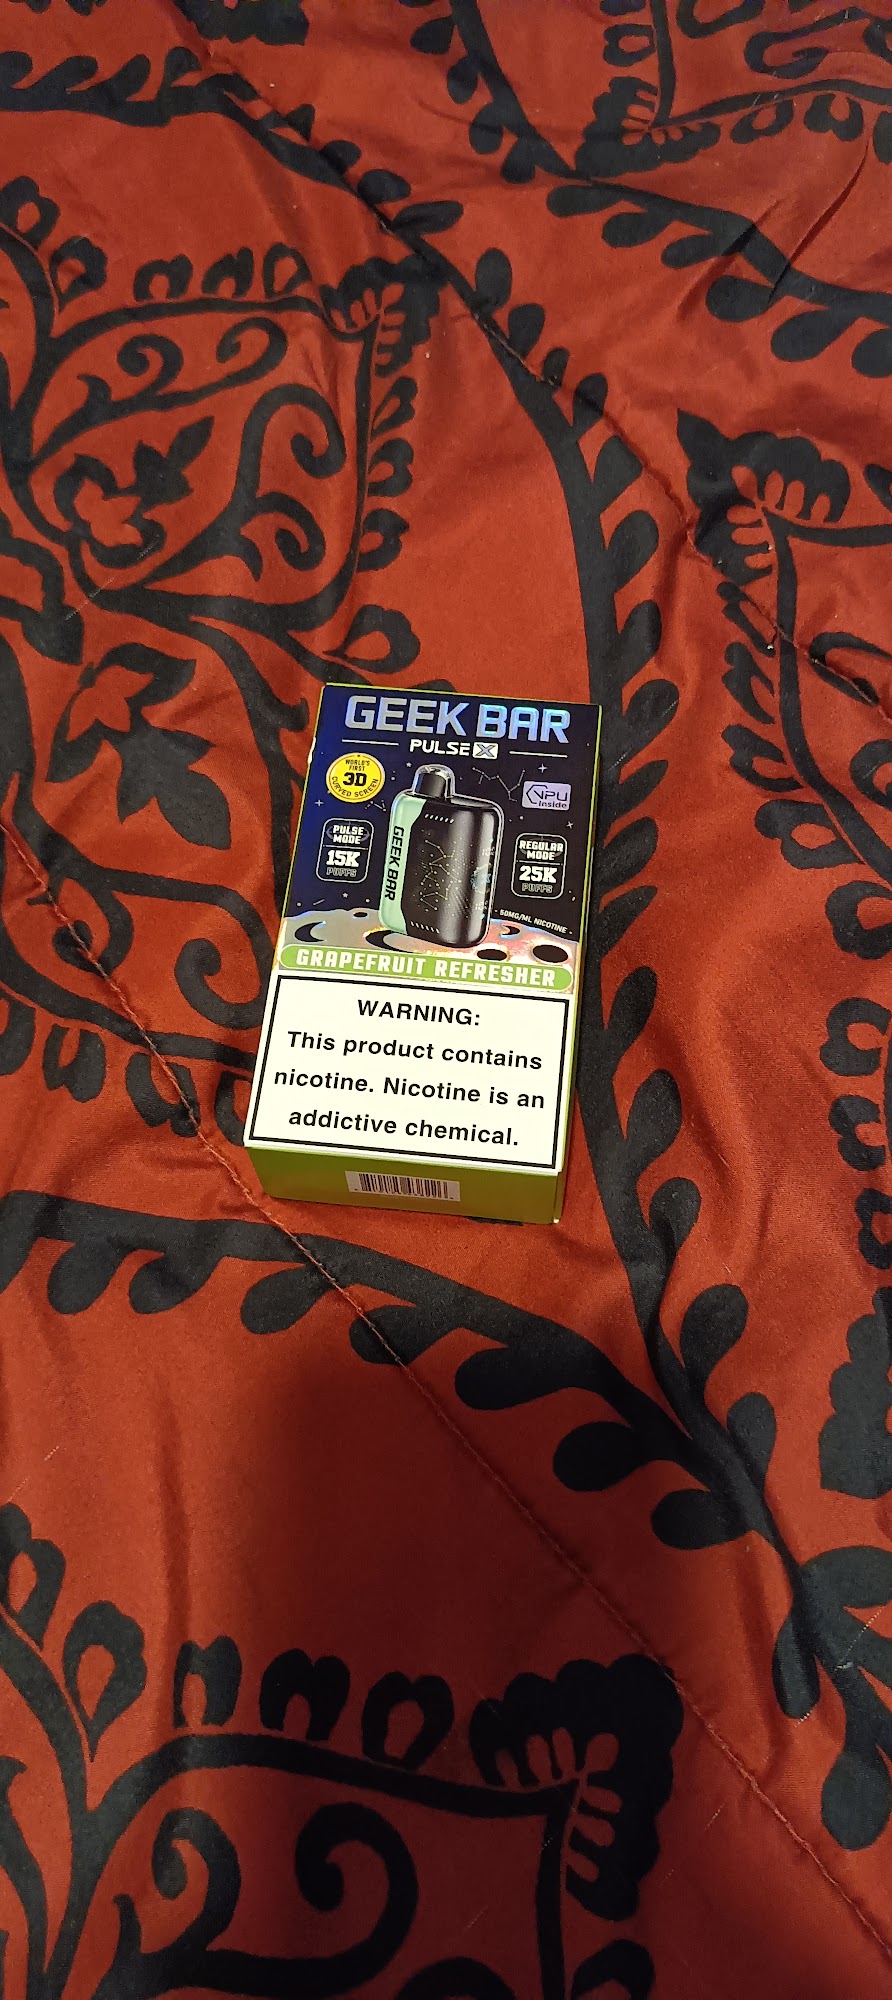 GEEK BAR
PULSE X
WORLD'S
FIRST
3D
CURVED SCREEN
VPU
inside
PULSE
MODE
15K
PUFFS
GEEK BAR
REGULAR
MODE
25K
PUFFS
50MG/ML NICOTINE
GRAPEFRUIT REFRESHER
WARNING:
This product contains
nicotine. Nicotine is an
addictive chemical.